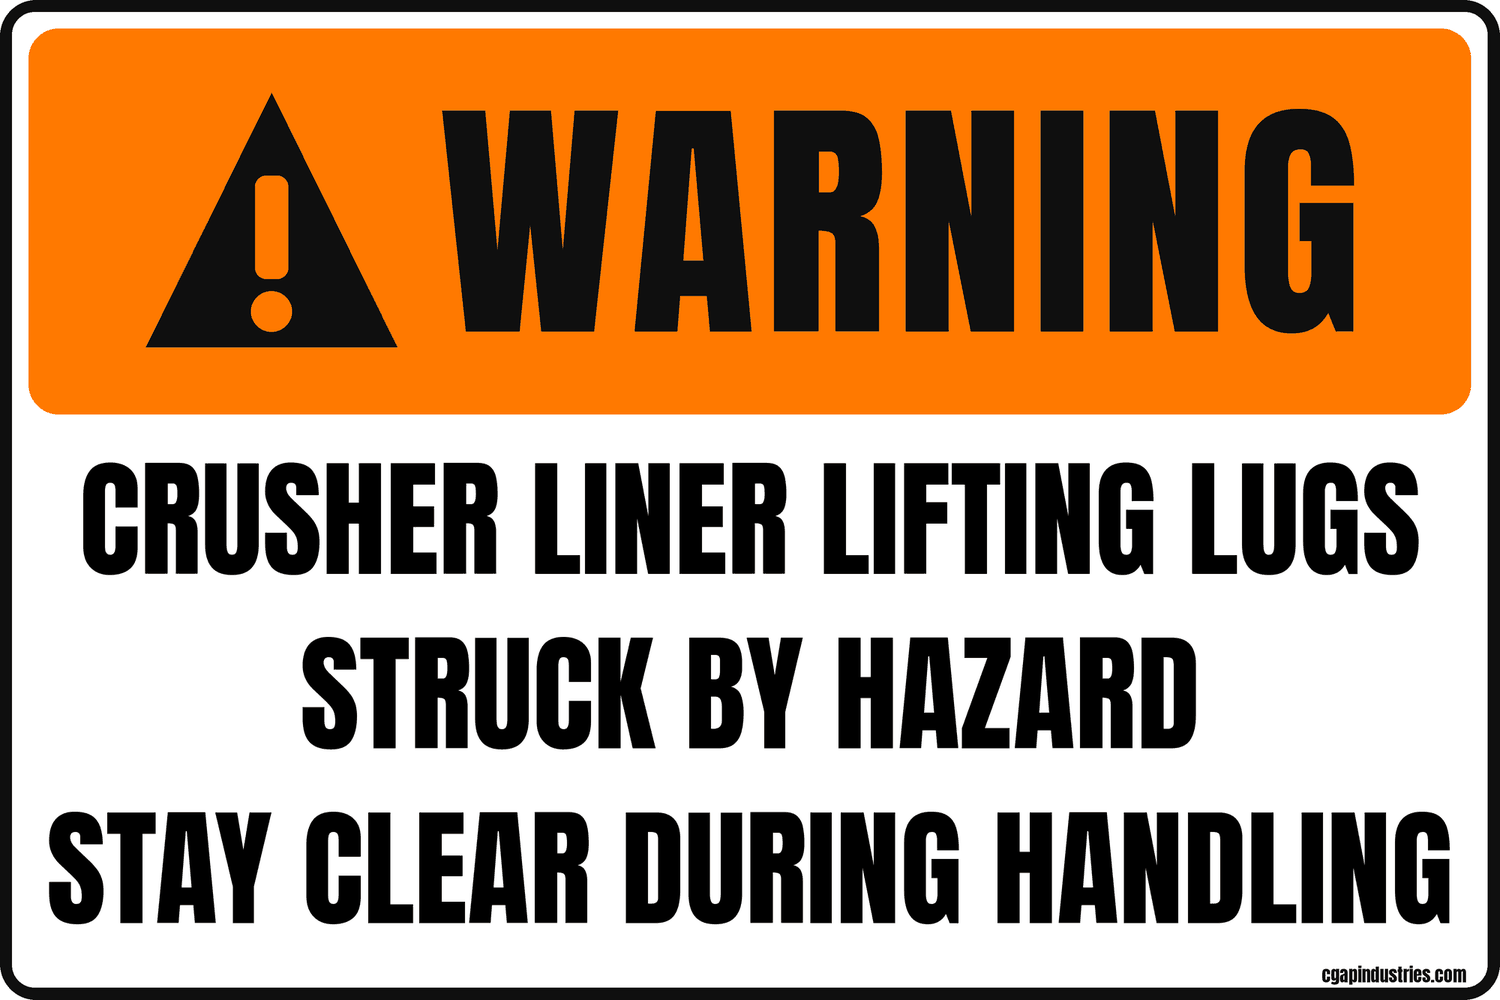 WARNING
CRUSHER LINER LIFTING LUGS
STRUCK BY HAZARD
STAY CLEAR DURING HANDLING
cgapindustries.com